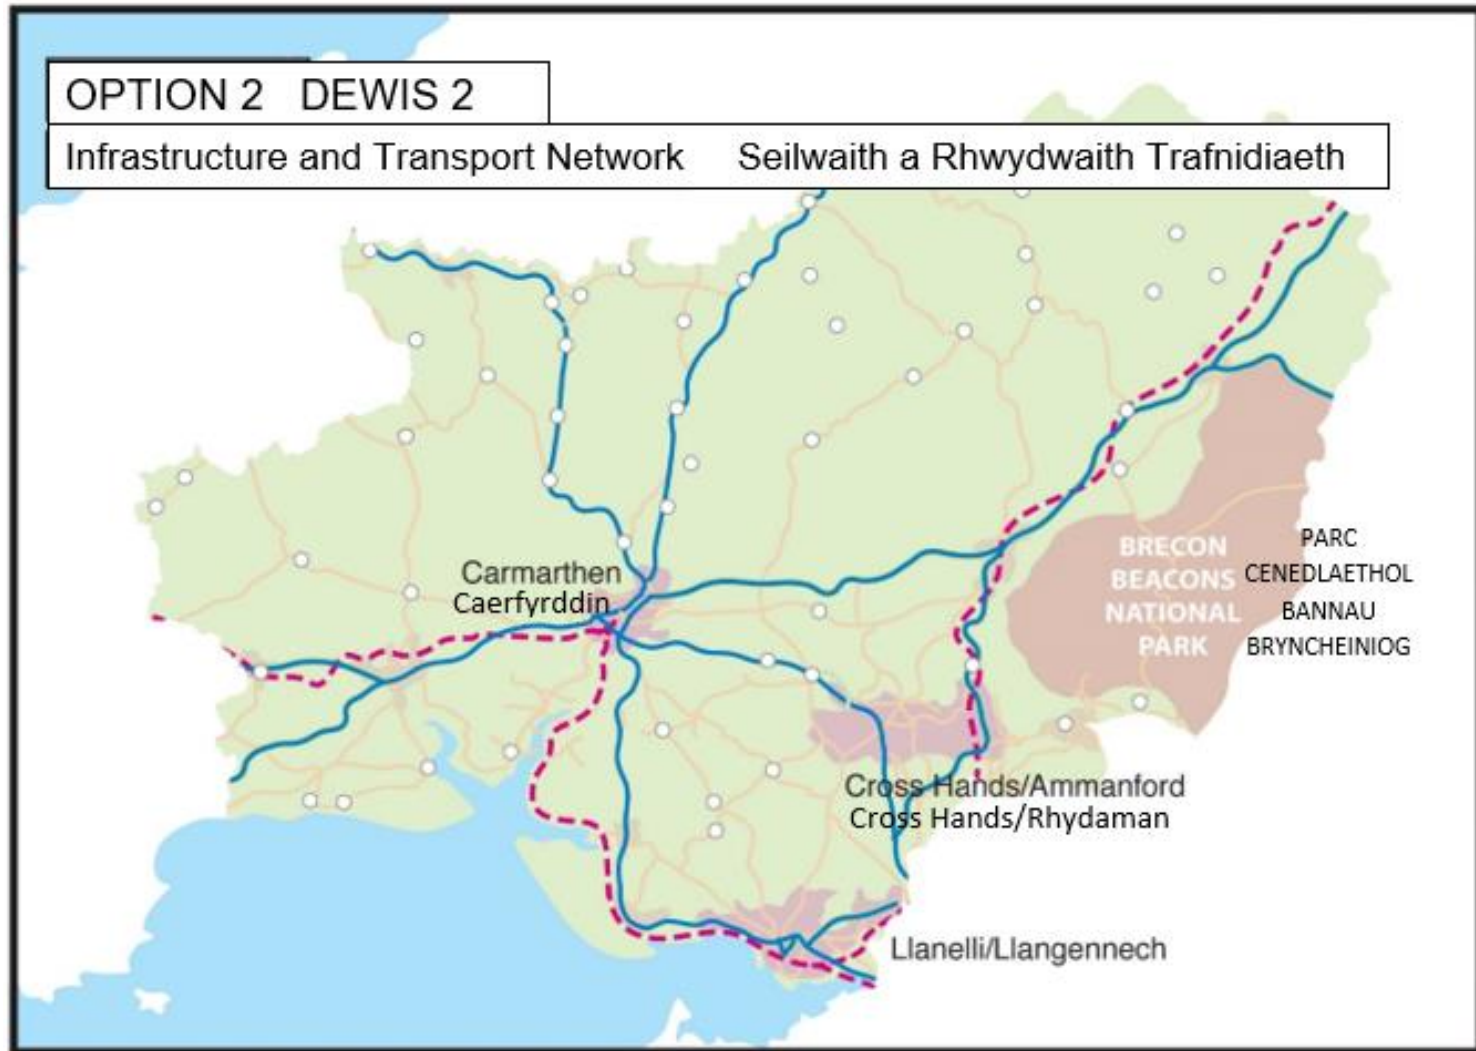 OPTION 2 DEWIS 2
Infrastructure and Transport Network Seilwaith a Rhwydwaith Trafnidiaeth
Carmarthen
Caerfyrddin
BRECON
BEACONS
NATIONAL
PARK
PARC
CENEDLAETHOL
BANNAU
BRYNCHEINIOG
Cross Hands/Ammanford
Cross Hands/Rhydaman
Llanelli/Llangennech